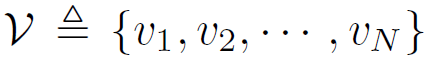 𝒱 ≜ {v₁, v₂, ⋯ , v_N}